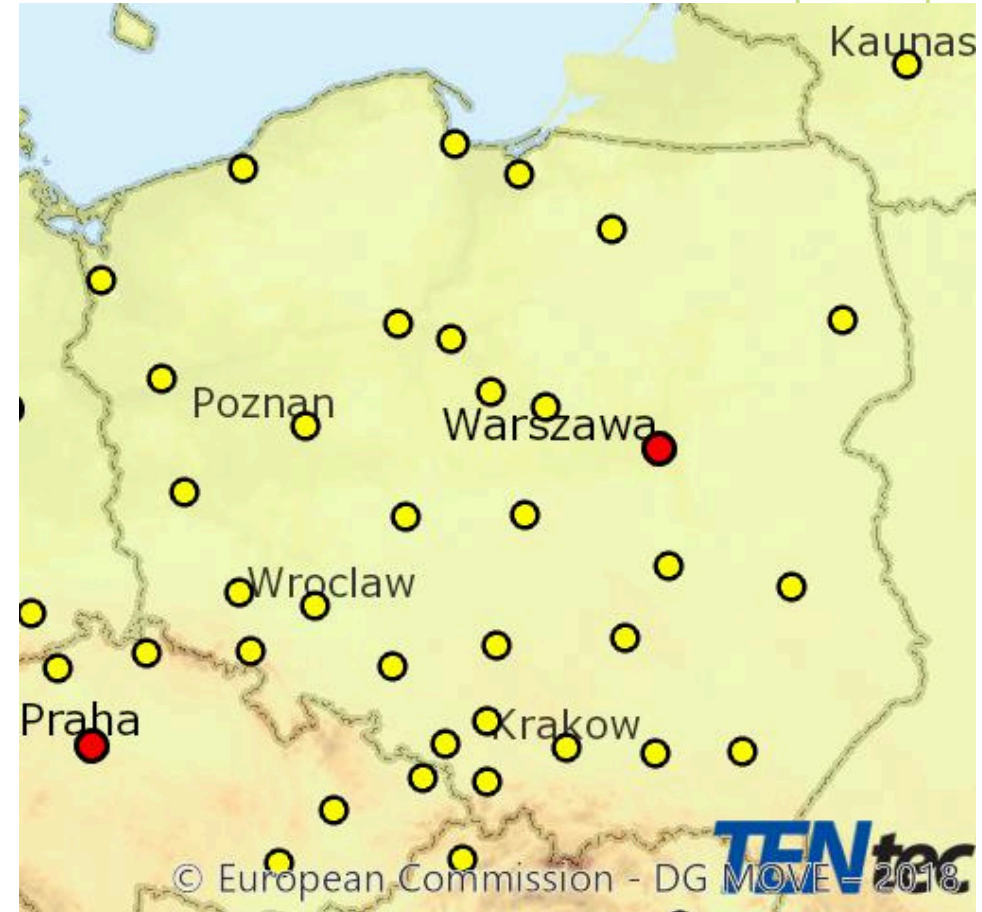 Kaunas
Poznan
Warszawa
Wroclaw
Praha
Krakow
TENtec
© European Commission - DG MOVE - 2018